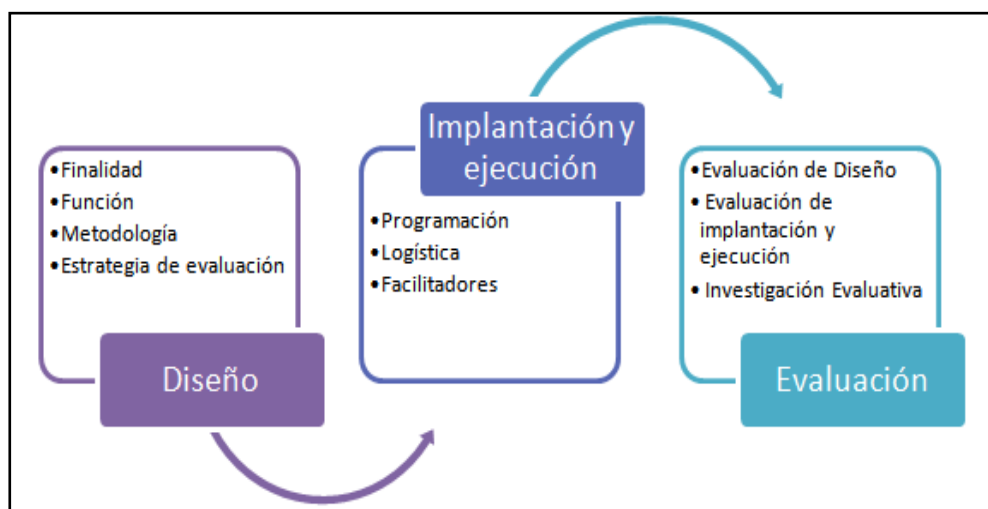 •Finalidad
•Función
•Metodología
•Estrategia de evaluación
Diseño
Implantación y
ejecución
•Programación
•Logística
•Facilitadores
•Evaluación de Diseño
• Evaluación de
implantación y
ejecución
• Investigación Evaluativa
Evaluación